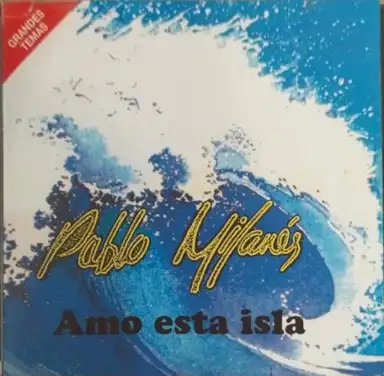 GRANDES
TEMAS
Pablo Milanés
Amo esta isla